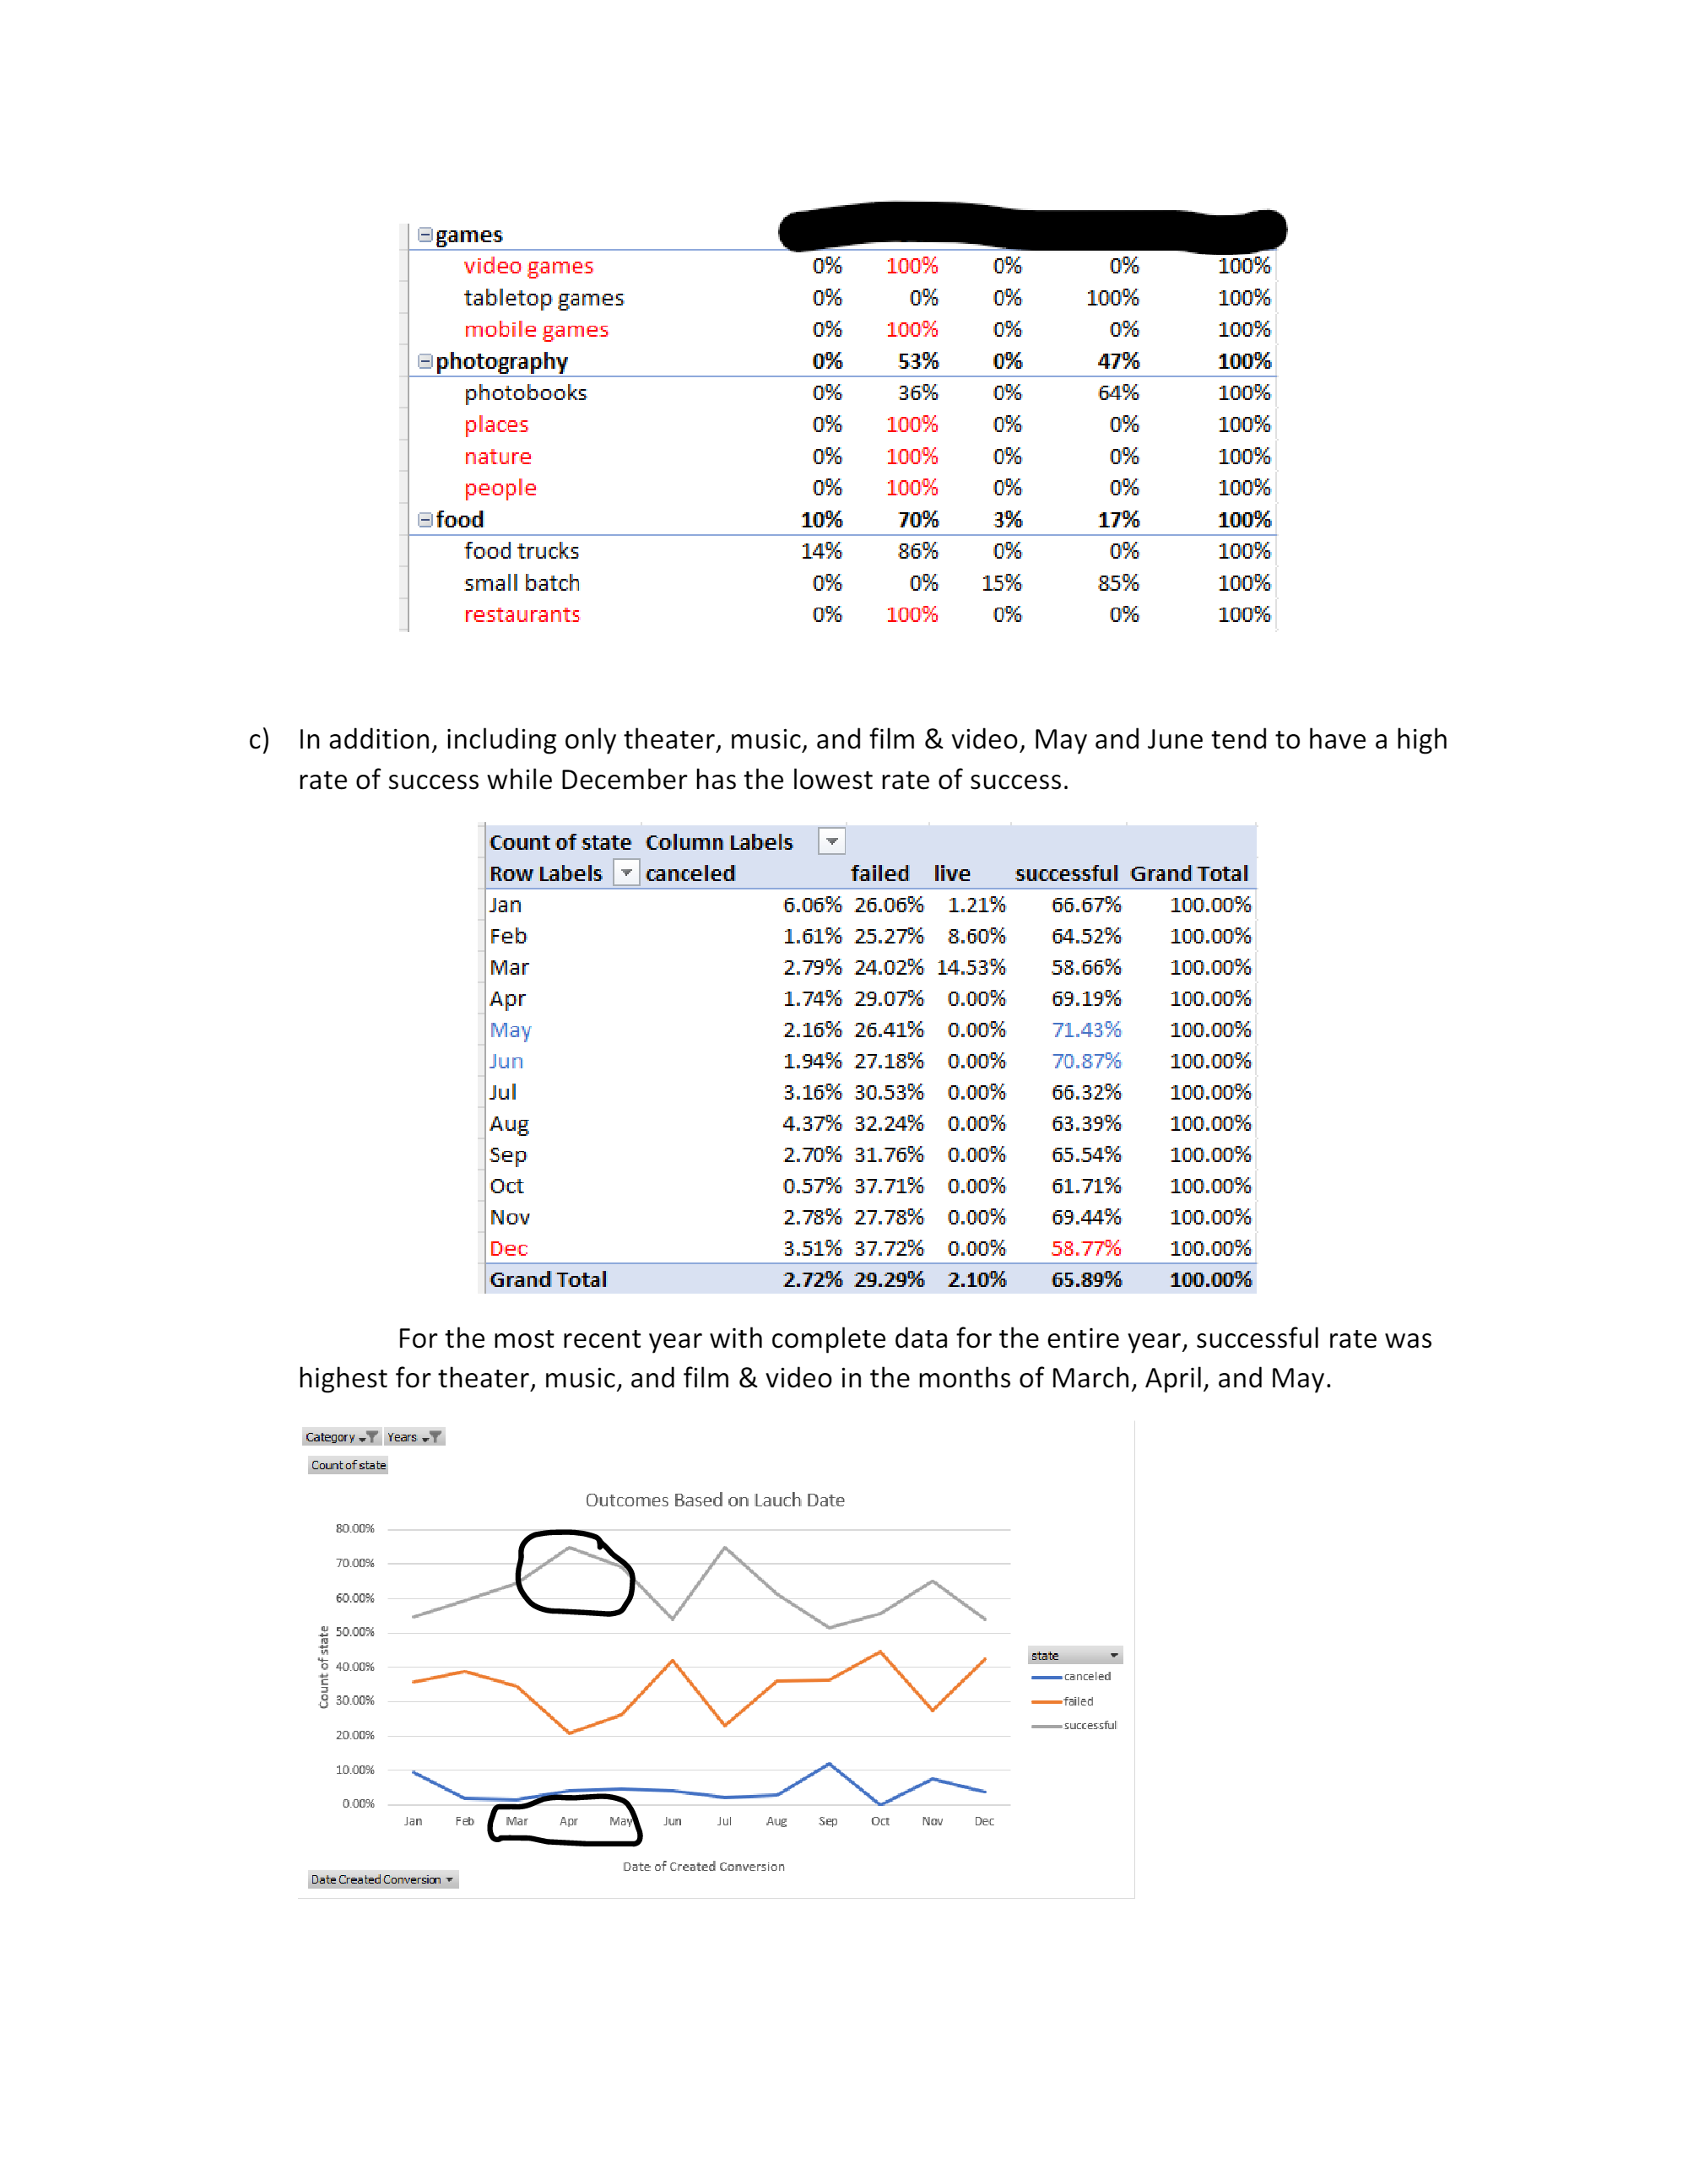 games
video games 0% 100% 0% 0% 100%
tabletop games 0% 0% 0% 100% 100%
mobile games 0% 100% 0% 0% 100%
photography 0% 53% 0% 47% 100%
photobooks 0% 36% 0% 64% 100%
places 0% 100% 0% 0% 100%
nature 0% 100% 0% 0% 100%
people 0% 100% 0% 0% 100%
food 10% 70% 3% 17% 100%
food trucks 14% 86% 0% 0% 100%
small batch 0% 0% 15% 85% 100%
restaurants 0% 100% 0% 0% 100%
c) In addition, including only theater, music, and film & video, May and June tend to have a high
rate of success while December has the lowest rate of success.
Count of state Column Labels
Row Labels canceled failed live successful Grand Total
Jan 6.06% 26.06% 1.21% 66.67% 100.00%
Feb 1.61% 25.27% 8.60% 64.52% 100.00%
Mar 2.79% 24.02% 14.53% 58.66% 100.00%
Apr 1.74% 29.07% 0.00% 69.19% 100.00%
May 2.16% 26.41% 0.00% 71.43% 100.00%
Jun 1.94% 27.18% 0.00% 70.87% 100.00%
Jul 3.16% 30.53% 0.00% 66.32% 100.00%
Aug 4.37% 32.24% 0.00% 63.39% 100.00%
Sep 2.70% 31.76% 0.00% 65.54% 100.00%
Oct 0.57% 37.71% 0.00% 61.71% 100.00%
Nov 2.78% 27.78% 0.00% 69.44% 100.00%
Dec 3.51% 37.72% 0.00% 58.77% 100.00%
Grand Total 2.72% 29.29% 2.10% 65.89% 100.00%
For the most recent year with complete data for the entire year, successful rate was
highest for theater, music, and film & video in the months of March, April, and May.
Category Years
Count of state
Outcomes Based on Lauch Date
80.00%
70.00%
60.00%
50.00%
40.00%
30.00%
20.00%
10.00%
0.00%
Count of state
Jan Feb Mar Apr May Jun Jul Aug Sep Oct Nov Dec
Date of Created Conversion
state
canceled
failed
successful
Date Created Conversion